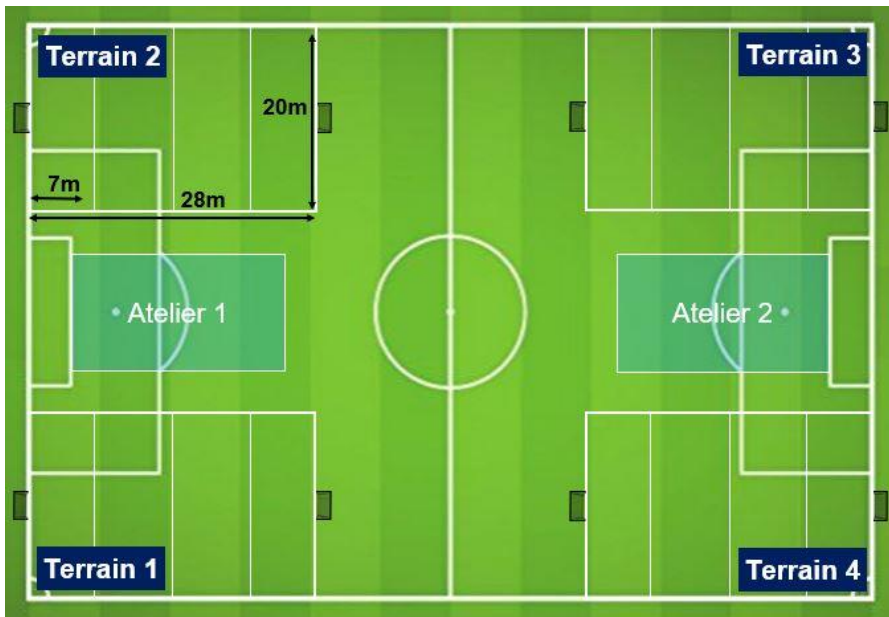 Terrain 2
Terrain 3
20m
7m
28m
Atelier 1
Atelier 2
Terrain 1
Terrain 4